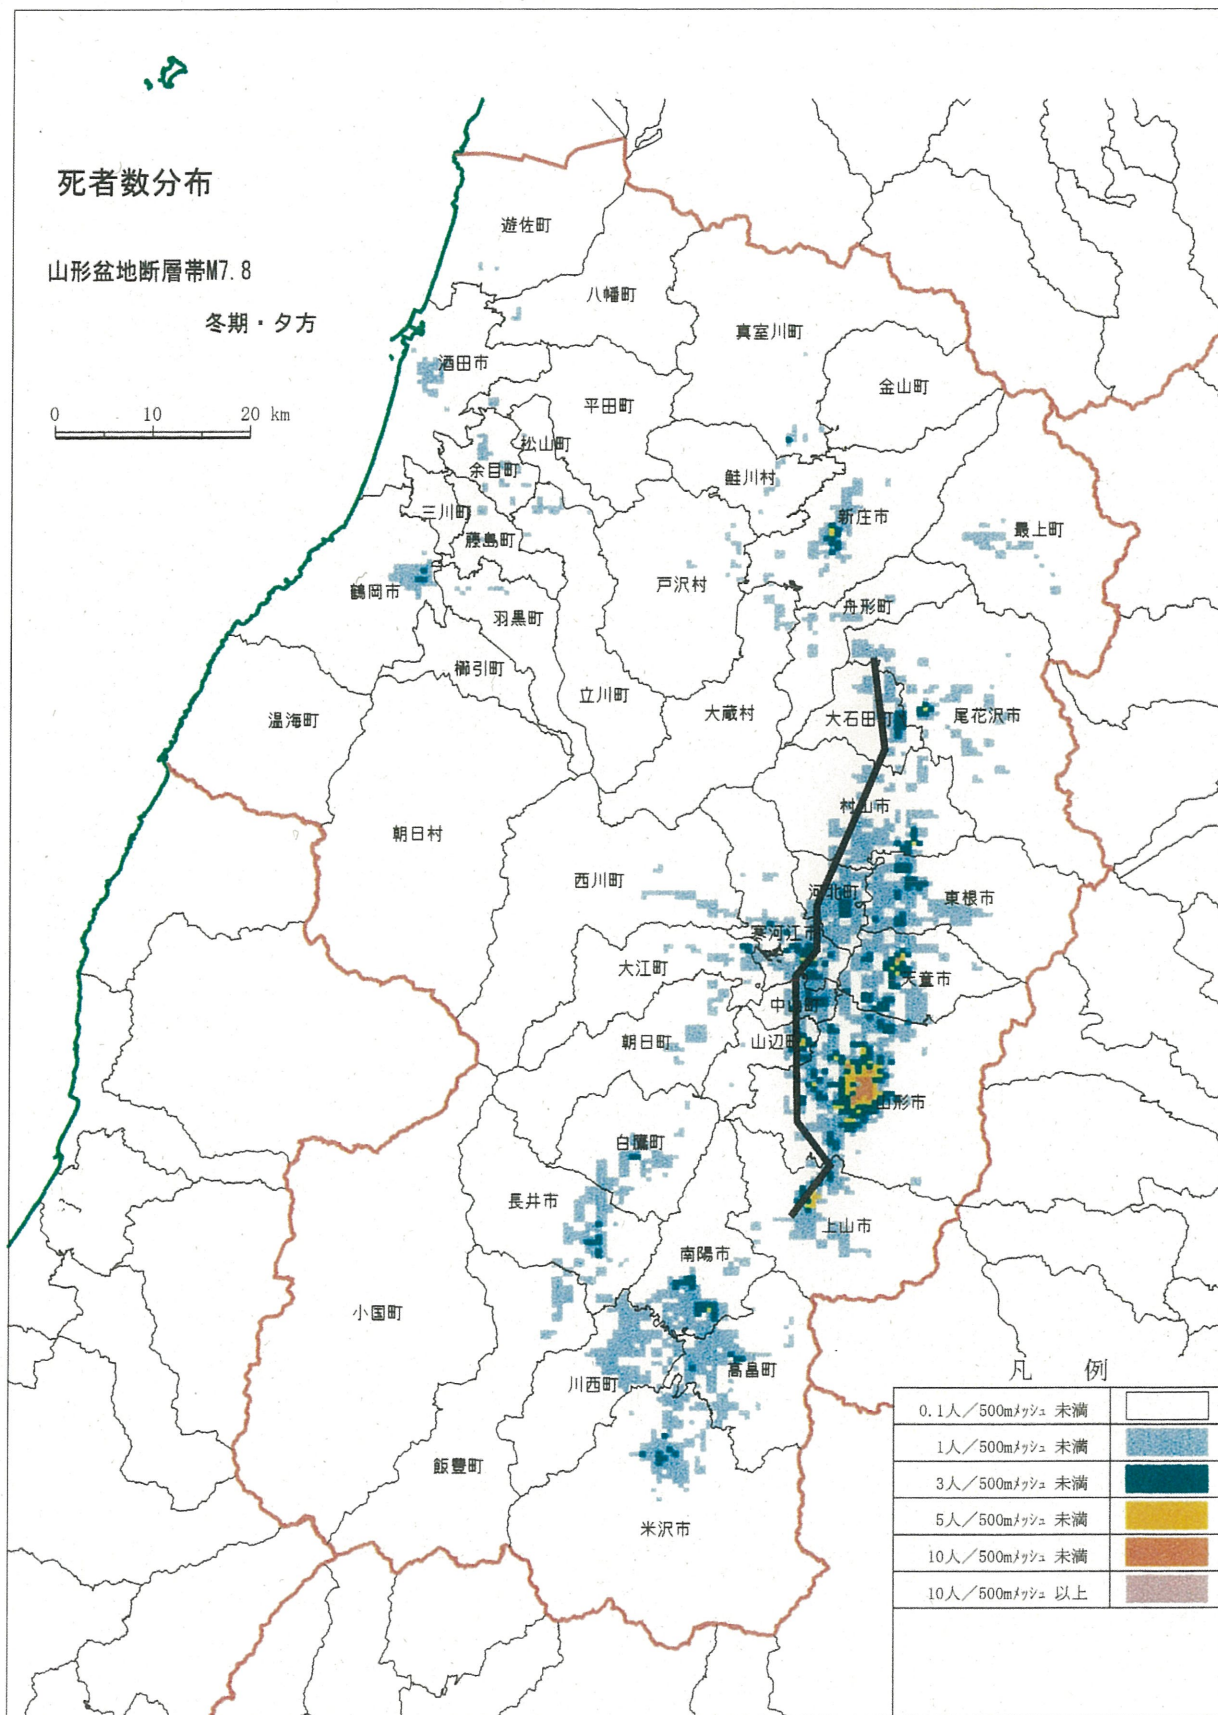 死者数分布
山形盆地断層帯M7.8
冬期・夕方
0 10 20 km
遊佐町
八幡町
真室川町
酒田市
金山町
平田町
松山町
余目町
鮭川村
三川町
新庄市
最上町
藤島町
戸沢村
鶴岡市
舟形町
羽黒町
櫛引町
立川町
大蔵村
温海町
大石田町
尾花沢市
村山市
朝日村
西川町
河北町
東根市
寒河江市
大江町
天童市
中山町
朝日町
山辺町
山形市
白鷹町
長井市
上山市
南陽市
小国町
高畠町
川西町
飯豊町
米沢市
凡 例
0.1人/500mメッシュ 未満
1人/500mメッシュ 未満
3人/500mメッシュ 未満
5人/500mメッシュ 未満
10人/500mメッシュ 未満
10人/500mメッシュ 以上